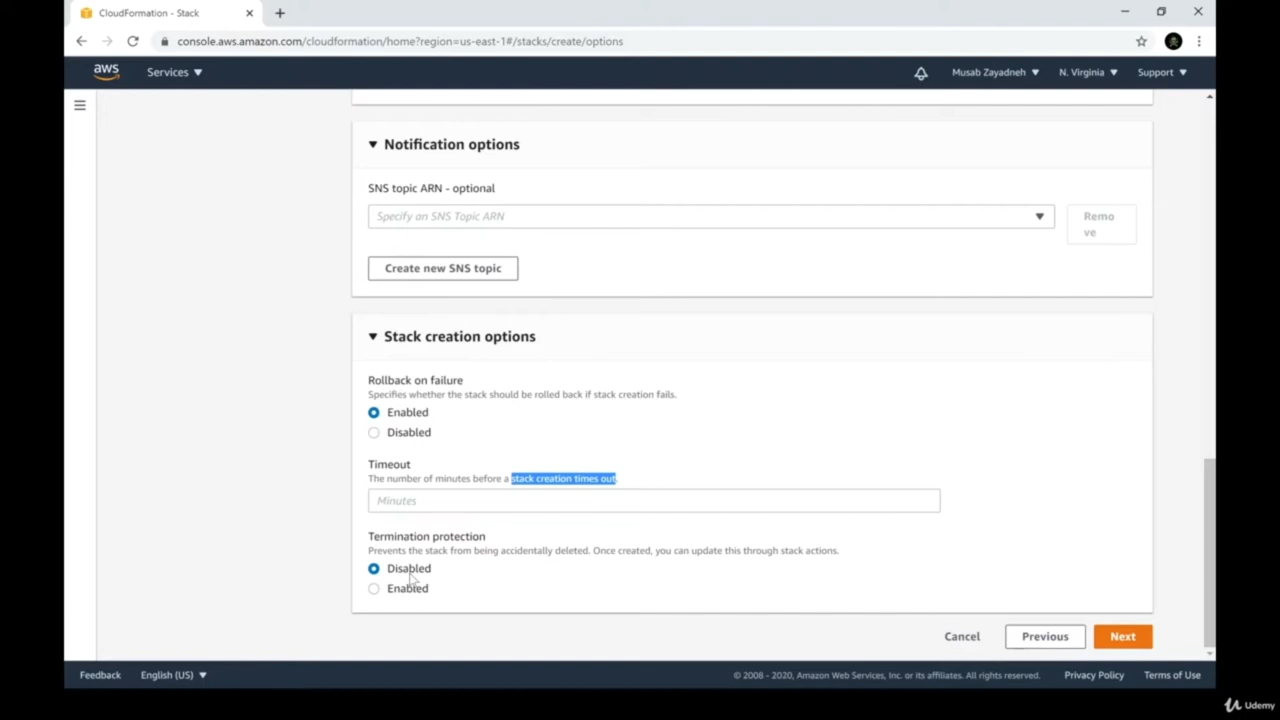 CloudFormation - Stack
console.aws.amazon.com/cloudformation/home?region=us-east-1#/stacks/create/options
aws
Services
Musab Zayadneh
N. Virginia
Support
Notification options
SNS topic ARN - optional
Specify an SNS Topic ARN
Remo
ve
Create new SNS topic
Stack creation options
Rollback on failure
Specifies whether the stack should be rolled back if stack creation fails.
Enabled
Disabled
Timeout
The number of minutes before a stack creation times out.
Minutes
Termination protection
Prevents the stack from being accidentally deleted. Once created, you can update this through stack actions.
Disabled
Enabled
Cancel
Previous
Next
Feedback
English (US)
© 2008 - 2020, Amazon Web Services, Inc. or its affiliates. All rights reserved.
Privacy Policy
Terms of Use
Udemy